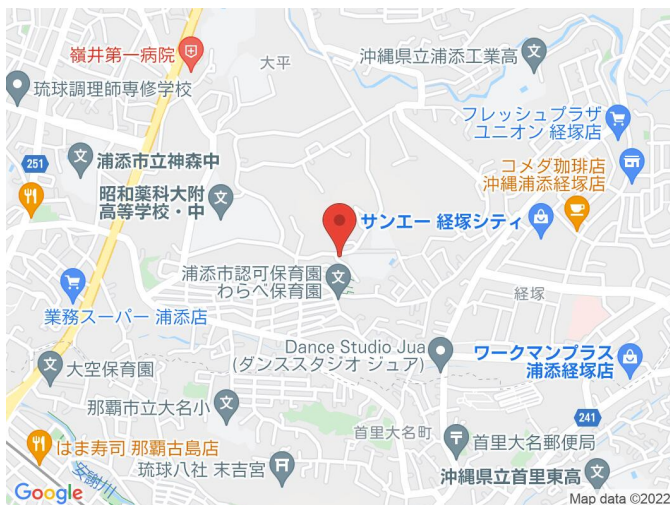 嶺井第一病院
大平
沖縄県立浦添工業高
琉球調理師専修学校
フレッシュプラザ
ユニオン 経塚店
251
浦添市立神森中
コメダ珈琲店
沖縄浦添経塚店
昭和薬科大附
高等学校・中
サンエー 経塚シティ
浦添市認可保育園
わらべ保育園
経塚
業務スーパー 浦添店
Dance Studio Jua
(ダンススタジオ ジュア)
ワークマンプラス
浦添経塚店
大空保育園
那覇市立大名小
241
首里大名町
はま寿司 那覇古島店
首里大名郵便局
安謝川
琉球八社 末吉宮
沖縄県立首里東高
Google
Map data ©2022